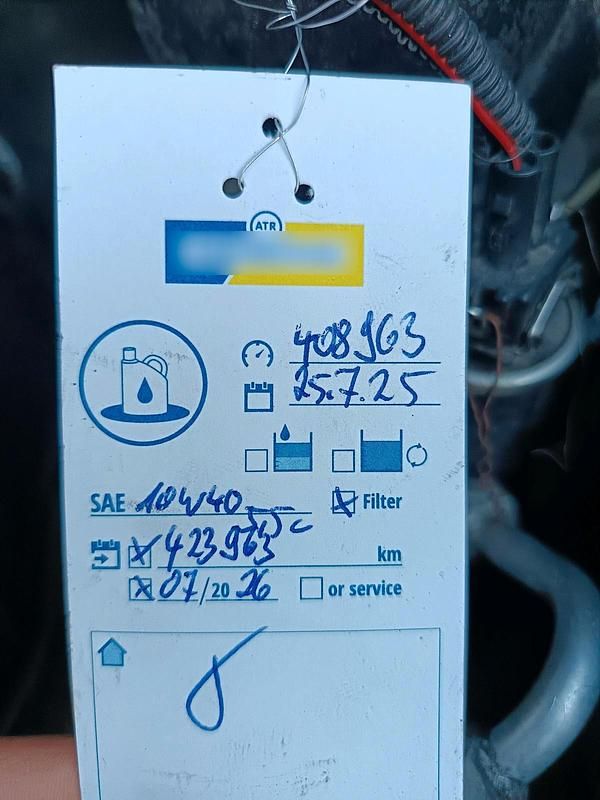 ATR
408963
25.7.25
SAE 10W40
Filter
423963 km
07/2026 or service